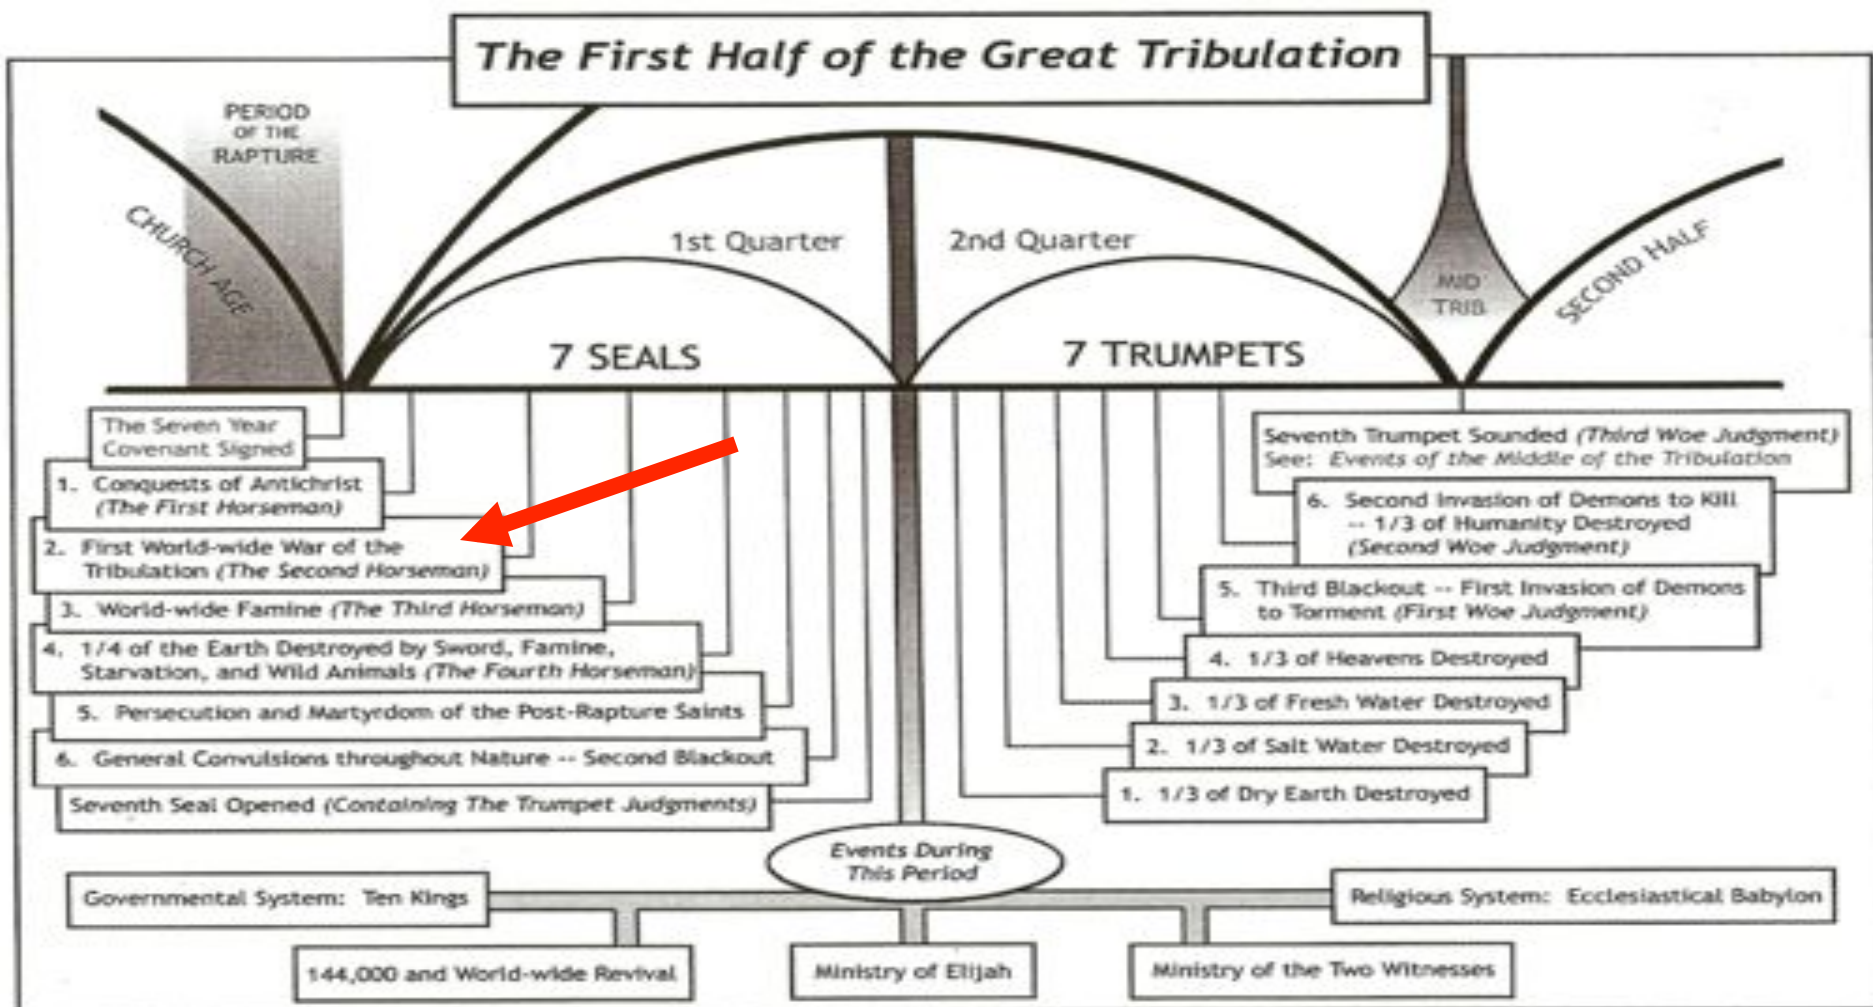 The First Half of the Great Tribulation
PERIOD
OF THE
RAPTURE
CHURCH AGE
1st Quarter
2nd Quarter
MID
TRIB
SECOND HALF
7 SEALS
7 TRUMPETS
The Seven Year
Covenant Signed
1. Conquests of Antichrist
(The First Horseman)
2. First World-wide War of the
Tribulation (The Second Horseman)
3. World-wide Famine (The Third Horseman)
4. 1/4 of the Earth Destroyed by Sword, Famine,
Starvation, and Wild Animals (The Fourth Horseman)
5. Persecution and Martyrdom of the Post-Rapture Saints
6. General Convulsions throughout Nature -- Second Blackout
Seventh Seal Opened (Containing The Trumpet Judgments)
Seventh Trumpet Sounded (Third Woe Judgment)
See: Events of the Middle of the Tribulation
6. Second Invasion of Demons to Kill
-- 1/3 of Humanity Destroyed
(Second Woe Judgment)
5. Third Blackout -- First Invasion of Demons
to Torment (First Woe Judgment)
4. 1/3 of Heavens Destroyed
3. 1/3 of Fresh Water Destroyed
2. 1/3 of Salt Water Destroyed
1. 1/3 of Dry Earth Destroyed
Events During
This Period
Governmental System: Ten Kings
Religious System: Ecclesiastical Babylon
144,000 and World-wide Revival
Ministry of Elijah
Ministry of the Two Witnesses